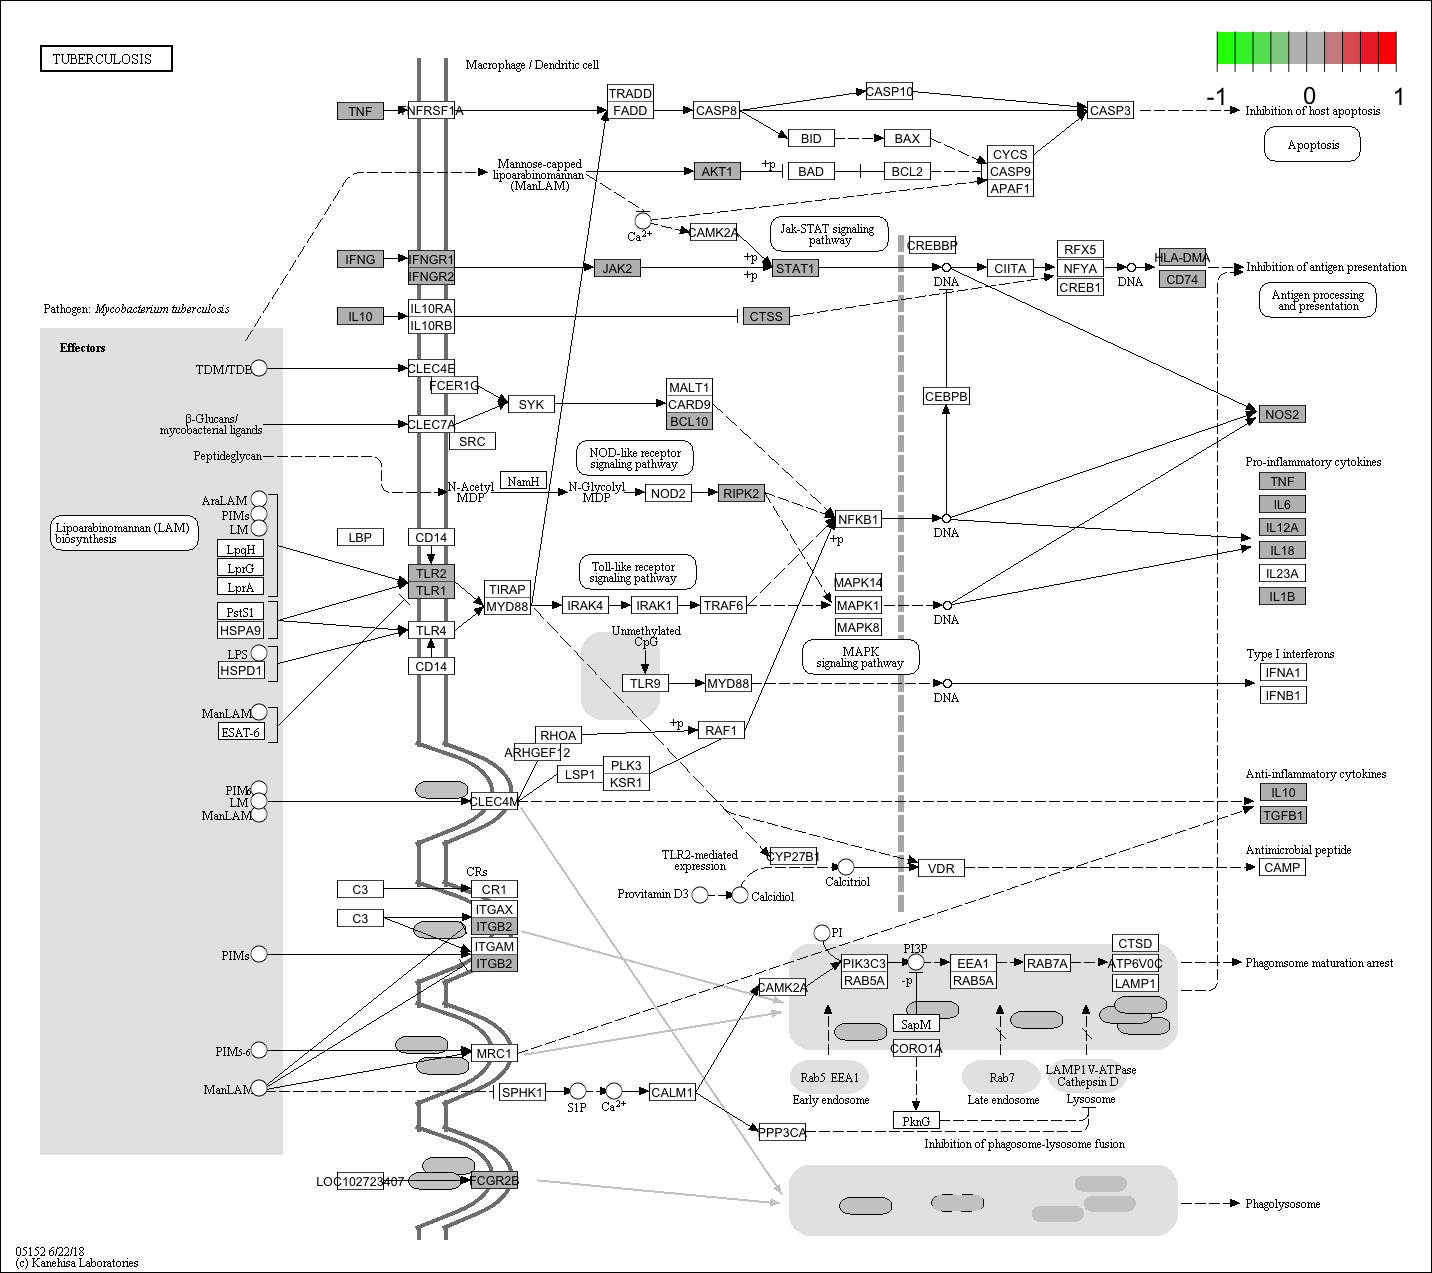 TUBERCULOSIS
-1 0 1
Macrophage / Dendritic cell
TNF
TNFRSF1A
TRADD
FADD
CASP8
CASP10
CASP3
Inhibition of host apoptosis
Apoptosis
BID
BAX
CYCS
CASP9
APAF1
Mannose-capped
lipoarabinomannan
(ManLAM)
AKT1
+p
BAD
BCL2
Ca2+
CAMK2A
Jak-STAT signaling
pathway
IFNG
IFNGR1
IFNGR2
JAK2
+p
+p
STAT1
CREBBP
DNA
CIITA
RFX5
NFYA
CREB1
DNA
HLA-DMA
CD74
Inhibition of antigen presentation
Antigen processing
and presentation
Pathogen: Mycobacterium tuberculosis
IL10
IL10RA
IL10RB
CTSS
Effectors
TDM/TDB
CLEC4E
FCER1G
SYK
MALT1
CARD9
BCL10
CEBPB
NOS2
β-Glucans/
mycobacterial ligands
CLEC7A
SRC
Peptideglycan
NOD-like receptor
signaling pathway
N-Acetyl
MDP
NamH
N-Glycolyl
MDP
NOD2
RIPK2
NFKB1
+p
DNA
Pro-inflammatory cytokines
TNF
IL6
IL12A
IL18
IL23A
IL1B
AraLAM
PIMs
LM
LpqH
LprG
LprA
Lipoarabinomannan (LAM)
biosynthesis
LBP
CD14
TLR2
TLR1
TIRAP
MYD88
Toll-like receptor
signaling pathway
IRAK4
IRAK1
TRAF6
MAPK14
MAPK1
MAPK8
DNA
PstS1
HSPA9
TLR4
CD14
LPS
HSPD1
Unmethylated
CpG
TLR9
MYD88
MAPK
signaling pathway
DNA
Type I interferons
IFNA1
IFNB1
ManLAM
ESAT-6
RHOA
ARHGEF12
+p
RAF1
LSP1
PLK3
KSR1
PIM6
LM
ManLAM
CLEC4M
Anti-inflammatory cytokines
IL10
TGFB1
TLR2-mediated
expression
CYP27B1
Provitamin D3
Calcidiol
Calcitriol
VDR
Antimicrobial peptide
CAMP
CRs
C3
CR1
C3
ITGAX
ITGB2
ITGAM
ITGB2
PIMs
PI
PIK3C3
RAB5A
PI3P
-p
EEA1
RAB5A
RAB7A
CTSD
ATP6V0C
LAMP1
Phagomsome maturation arrest
CAMK2A
SapM
CORO1A
PIM5-6
MRC1
ManLAM
SPHK1
S1P
Ca2+
CALM1
Rab5 EEA1
Early endosome
Rab7
Late endosome
LAMP1V-ATPase
Cathepsin D
Lysosome
PknG
PPP3CA
Inhibition of phagosome-lysosome fusion
LOC102723407
FCGR2B
Phagolysosome
05152 6/22/18
(c) Kanehisa Laboratories